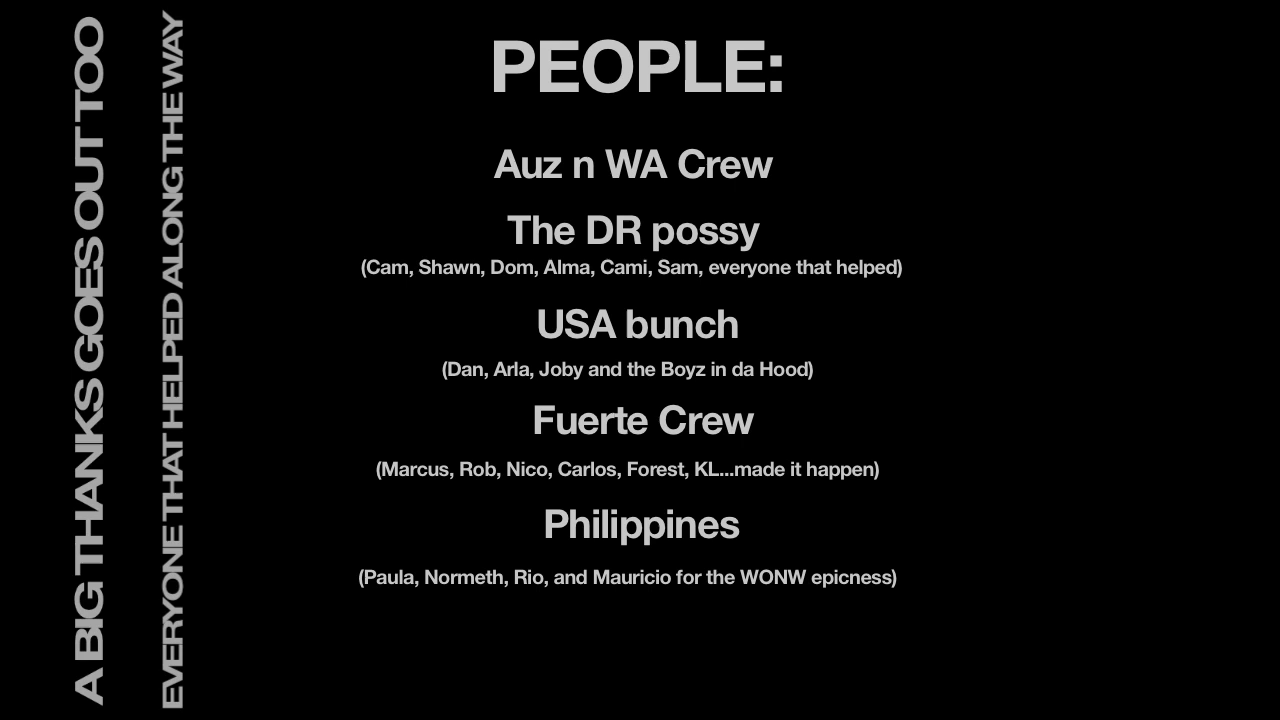 A BIG THANKS GOES OUT TOO
EVERYONE THAT HELPED ALONG THE WAY
PEOPLE:
Auz n WA Crew
The DR possy
(Cam, Shawn, Dom, Alma, Cami, Sam, everyone that helped)
USA bunch
(Dan, Arla, Joby and the Boyz in da Hood)
Fuerte Crew
(Marcus, Rob, Nico, Carlos, Forest, KL...made it happen)
Philippines
(Paula, Normeth, Rio, and Mauricio for the WONW epicness)